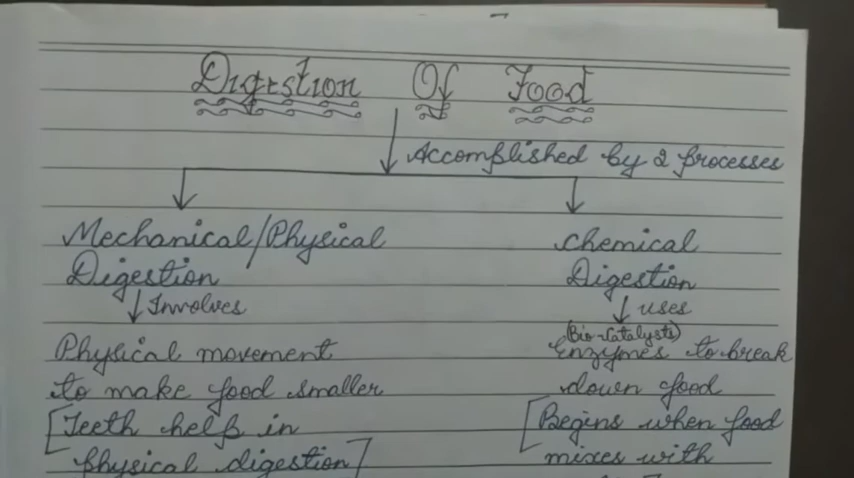 Digestion Of Food
Accomplished by 2 processes
Mechanical/Physical
Digestion
Involves
Physical movement
to make food smaller
[Teeth help in
physical digestion]
Chemical
Digestion
uses
(Bio-Catalysts)
Enzymes to break
down food
[Begins when food
mixes with